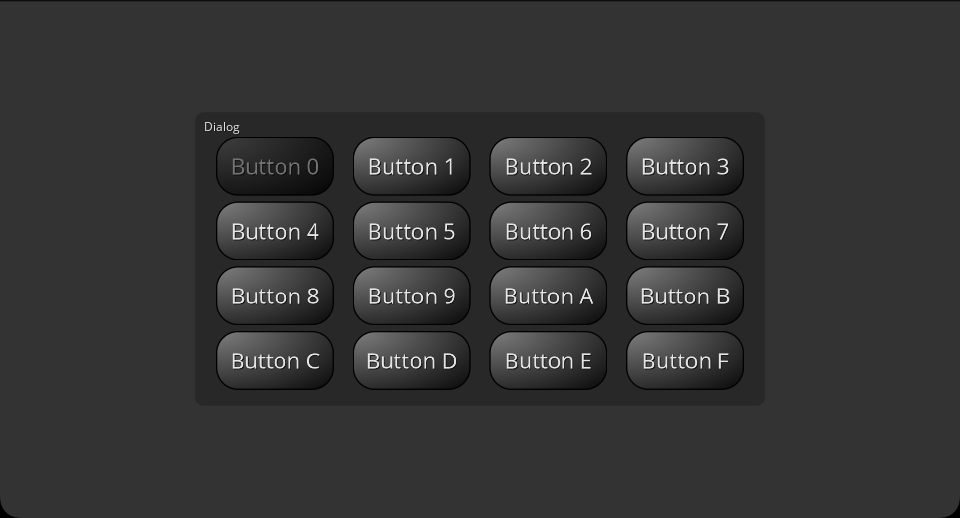 Dialog
Button 0 Button 1 Button 2 Button 3
Button 4 Button 5 Button 6 Button 7
Button 8 Button 9 Button A Button B
Button C Button D Button E Button F